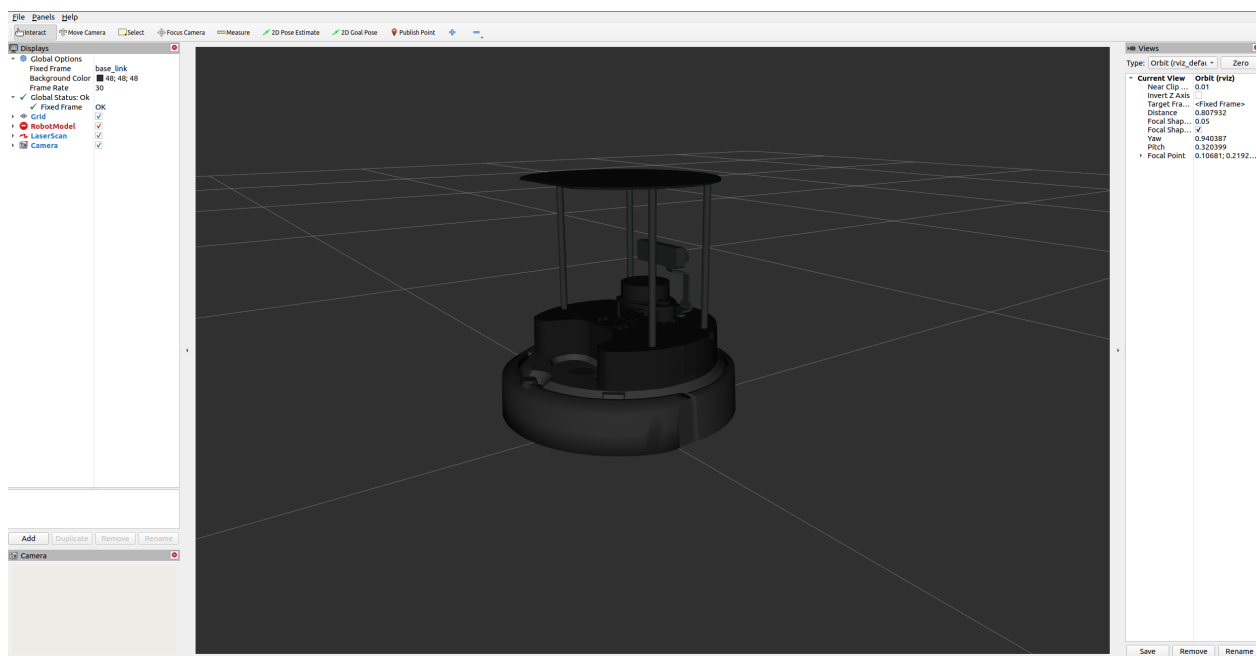 File Panels Help
Interact Move Camera Select Focus Camera Measure 2D Pose Estimate 2D Goal Pose Publish Point
Displays
Global Options
Fixed Frame base_link
Background Color 48; 48; 48
Frame Rate 30
Global Status: Ok
Fixed Frame OK
Grid
RobotModel
LaserScan
Camera
Add Duplicate Remove Rename
Camera
Views
Type: Orbit (rviz_defau Zero
Current View Orbit (rviz)
Near Clip ... 0.01
Invert Z Axis
Target Fra... <Fixed Frame>
Distance 0.807932
Focal Shap... 0.05
Focal Shap...
Yaw 0.940387
Pitch 0.320399
Focal Point 0.10681; 0.2192...
Save Remove Rename